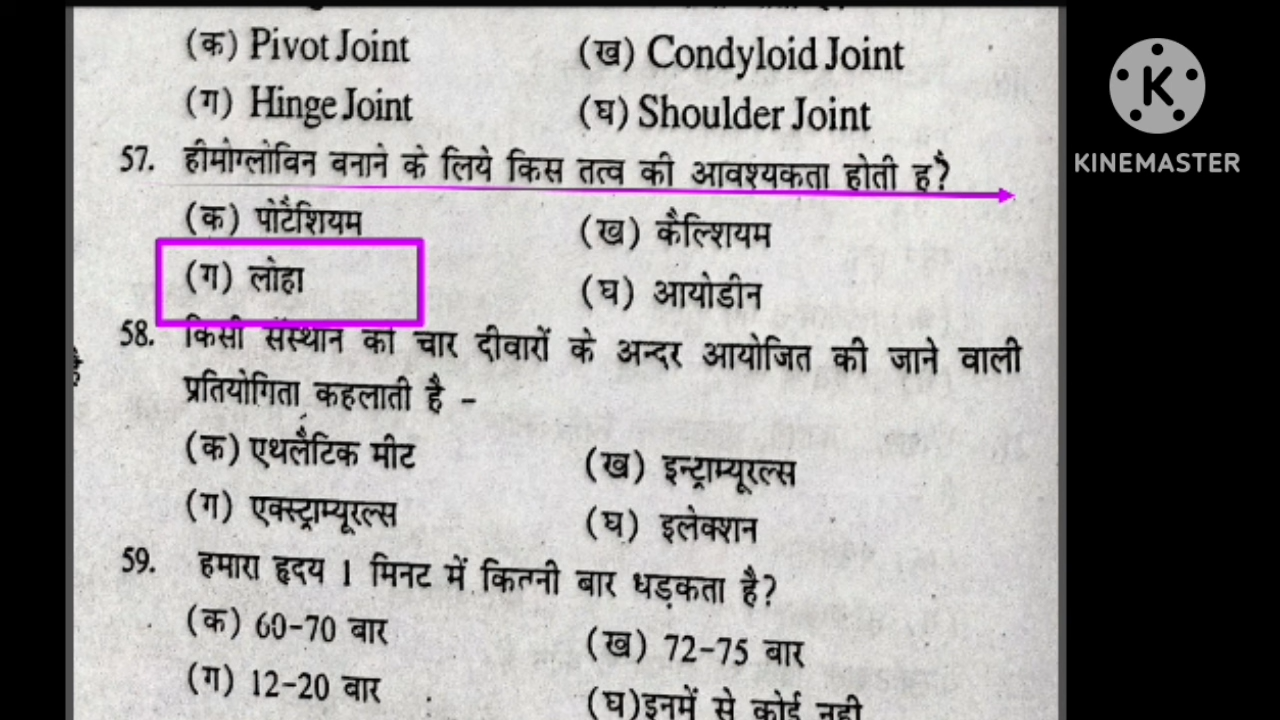 (क) Pivot Joint (ख) Condyloid Joint
(ग) Hinge Joint (घ) Shoulder Joint
57. हीमोग्लोविन बनाने के लिये किस तत्व की आवश्यकता होती है?
(क) पोटैशियम (ख) कैल्शियम
(ग) लोहा (घ) आयोडीन
58. किसी संस्थान की चार दीवारों के अन्दर आयोजित की जाने वाली
प्रतियोगिता कहलाती है -
(क) एथलैटिक मीट (ख) इन्ट्राम्यूरल्स
(ग) एक्स्ट्राम्यूरल्स (घ) इलेक्शन
59. हमारा हृदय 1 मिनट में कितनी बार धड़कता है?
(क) 60-70 बार (ख) 72-75 बार
(ग) 12-20 बार (घ) इनमें से कोई नही
K
KINEMASTER